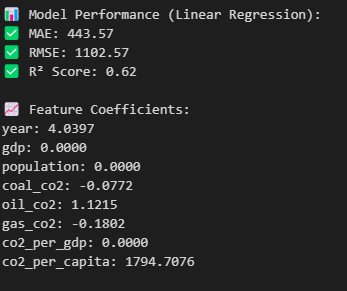 📊 Model Performance (Linear Regression):
✅ MAE: 443.57
✅ RMSE: 1102.57
✅ R² Score: 0.62
📈 Feature Coefficients:
year: 4.0397
gdp: 0.0000
population: 0.0000
coal_co2: -0.0772
oil_co2: 1.1215
gas_co2: -0.1802
co2_per_gdp: 0.0000
co2_per_capita: 1794.7076